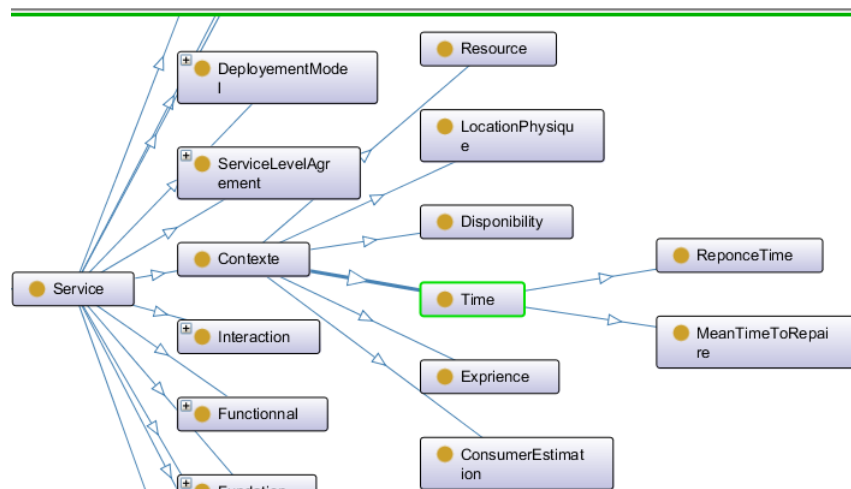 Resource
DeployementMode
l
LocationPhysiqu
e
ServiceLevelAgr
ement
Disponibility
Contexte
ReponceTime
Service
Time
Interaction
MeanTimeToRepai
re
Exprience
Functionnal
ConsumerEstimat
ion